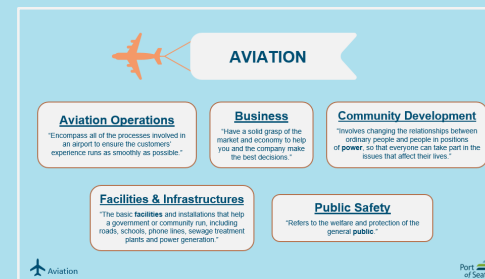 AVIATION
Aviation Operations
"Encompass all of the processes involved in
an airport to ensure the customers'
experience runs as smoothly as possible."
Business
"Have a solid grasp of the
market and economy to help
you and the company make
the best decisions."
Community Development
"Involves changing the relationships between
ordinary people and people in positions
of power, so that everyone can take part in the
issues that affect their lives."
Facilities & Infrastructures
"The basic facilities and installations that help
a government or community run, including
roads, schools, phone lines, sewage treatment
plants and power generation."
Public Safety
"Refers to the welfare and protection of the
general public."
Aviation
Port
of Sea